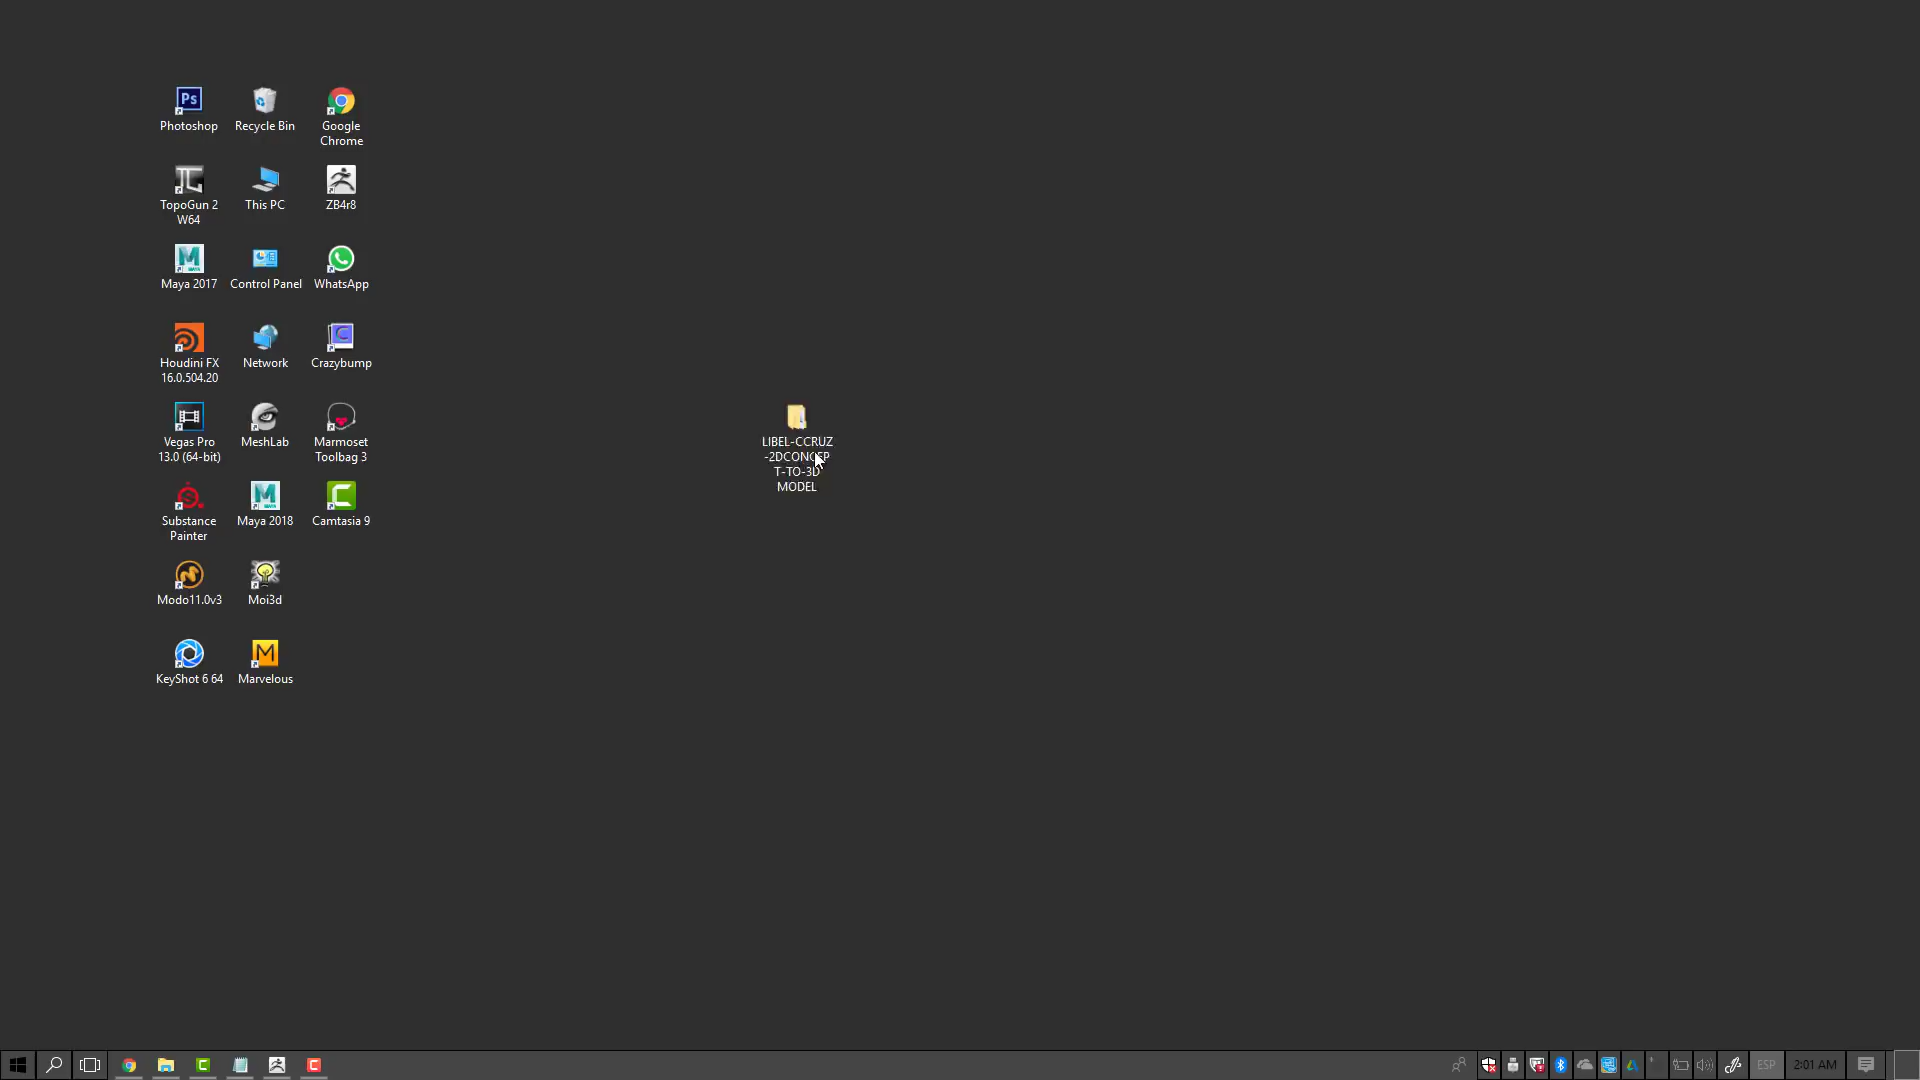 Photoshop
Recycle Bin
Google
Chrome
TopoGun 2
W64
This PC
ZB4r8
Maya 2017
Control Panel
WhatsApp
Houdini FX
16.0.504.20
Network
Crazybump
Vegas Pro
13.0 (64-bit)
MeshLab
Marmoset
Toolbag 3
LIBEL-CCRUZ
-2DCONCEP
T-TO-3D
MODEL
Substance
Painter
Maya 2018
Camtasia 9
Modo11.0v3
Moi3d
KeyShot 6 64
Marvelous
ESP
2:01 AM